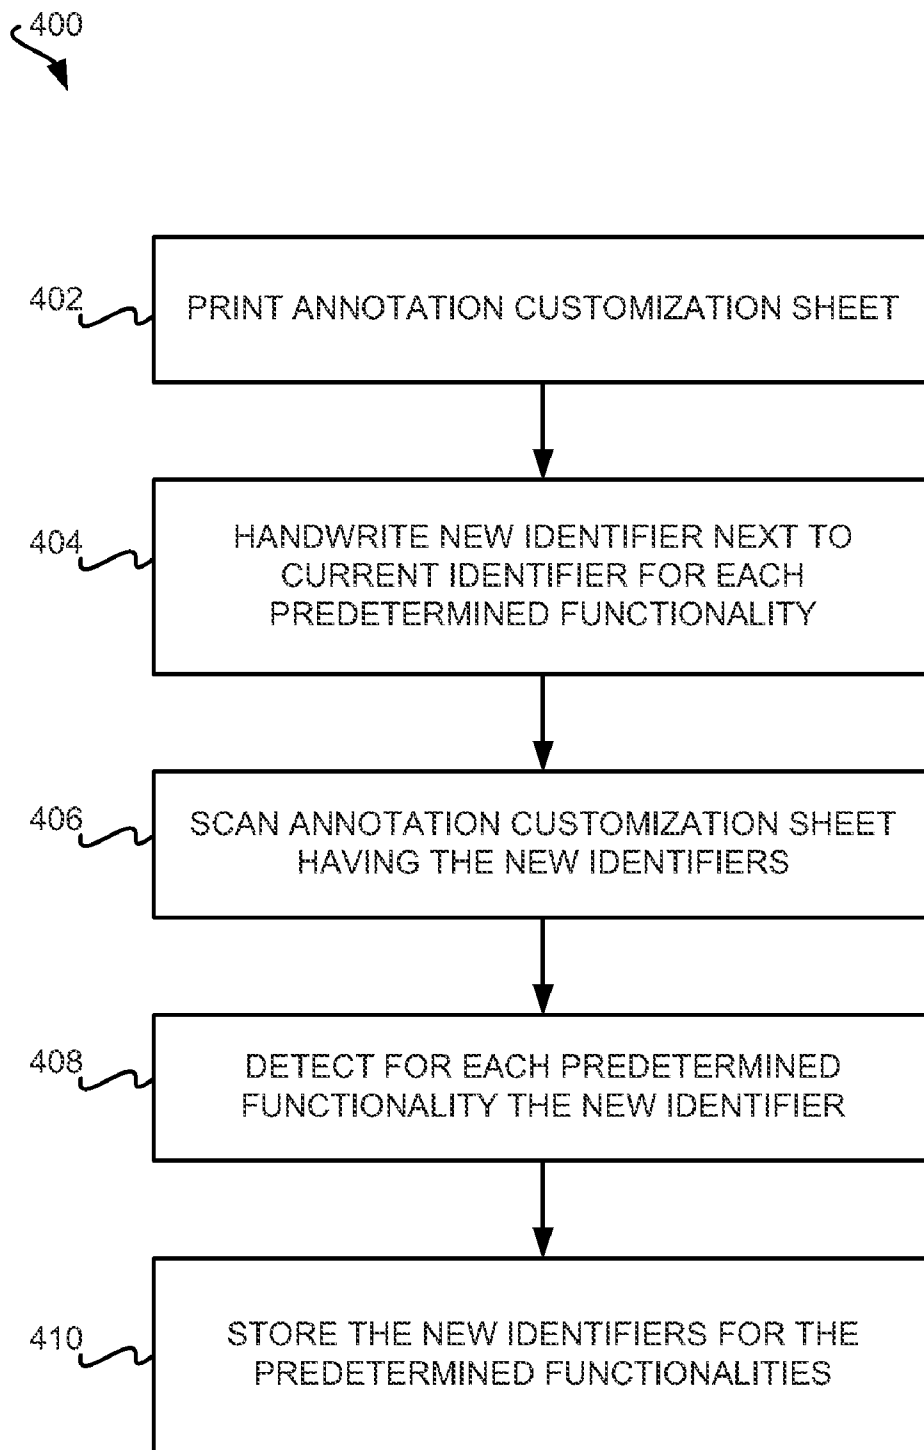 400
402
PRINT ANNOTATION CUSTOMIZATION SHEET
404
HANDWRITE NEW IDENTIFIER NEXT TO
CURRENT IDENTIFIER FOR EACH
PREDETERMINED FUNCTIONALITY
406
SCAN ANNOTATION CUSTOMIZATION SHEET
HAVING THE NEW IDENTIFIERS
408
DETECT FOR EACH PREDETERMINED
FUNCTIONALITY THE NEW IDENTIFIER
410
STORE THE NEW IDENTIFIERS FOR THE
PREDETERMINED FUNCTIONALITIES